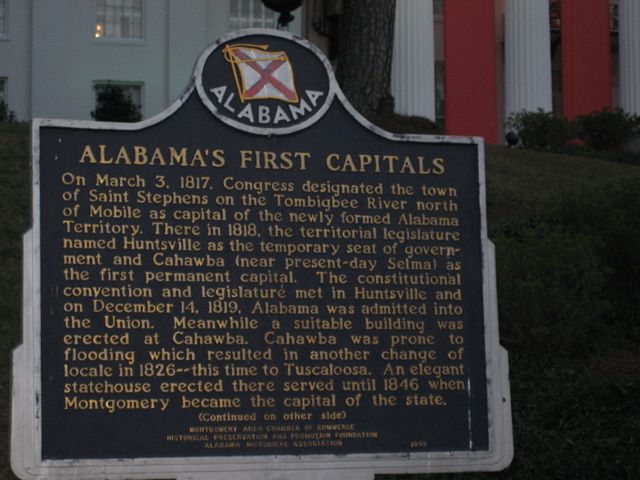 ALABAMA
ALABAMA'S FIRST CAPITALS
On March 3, 1817, Congress designated the town
of Saint Stephens on the Tombigbee River north
of Mobile as capital of the newly formed Alabama
Territory. There in 1818, the territorial legislature
named Huntsville as the temporary seat of govern-
ment and Cahawba (near present-day Selma) as
the first permanent capital. The constitutional
convention and legislature met in Huntsville and
on December 14, 1819, Alabama was admitted into
the Union. Meanwhile a suitable building was
erected at Cahawba. Cahawba was prone to
flooding which resulted in another change of
locale in 1826--this time to Tuscaloosa. An elegant
statehouse erected there served until 1846 when
Montgomery became the capital of the state.
(Continued on other side)
MONTGOMERY AREA CHAMBER OF COMMERCE
HISTORICAL PRESERVATION AND PROMOTION FOUNDATION
ALABAMA HISTORICAL ASSOCIATION